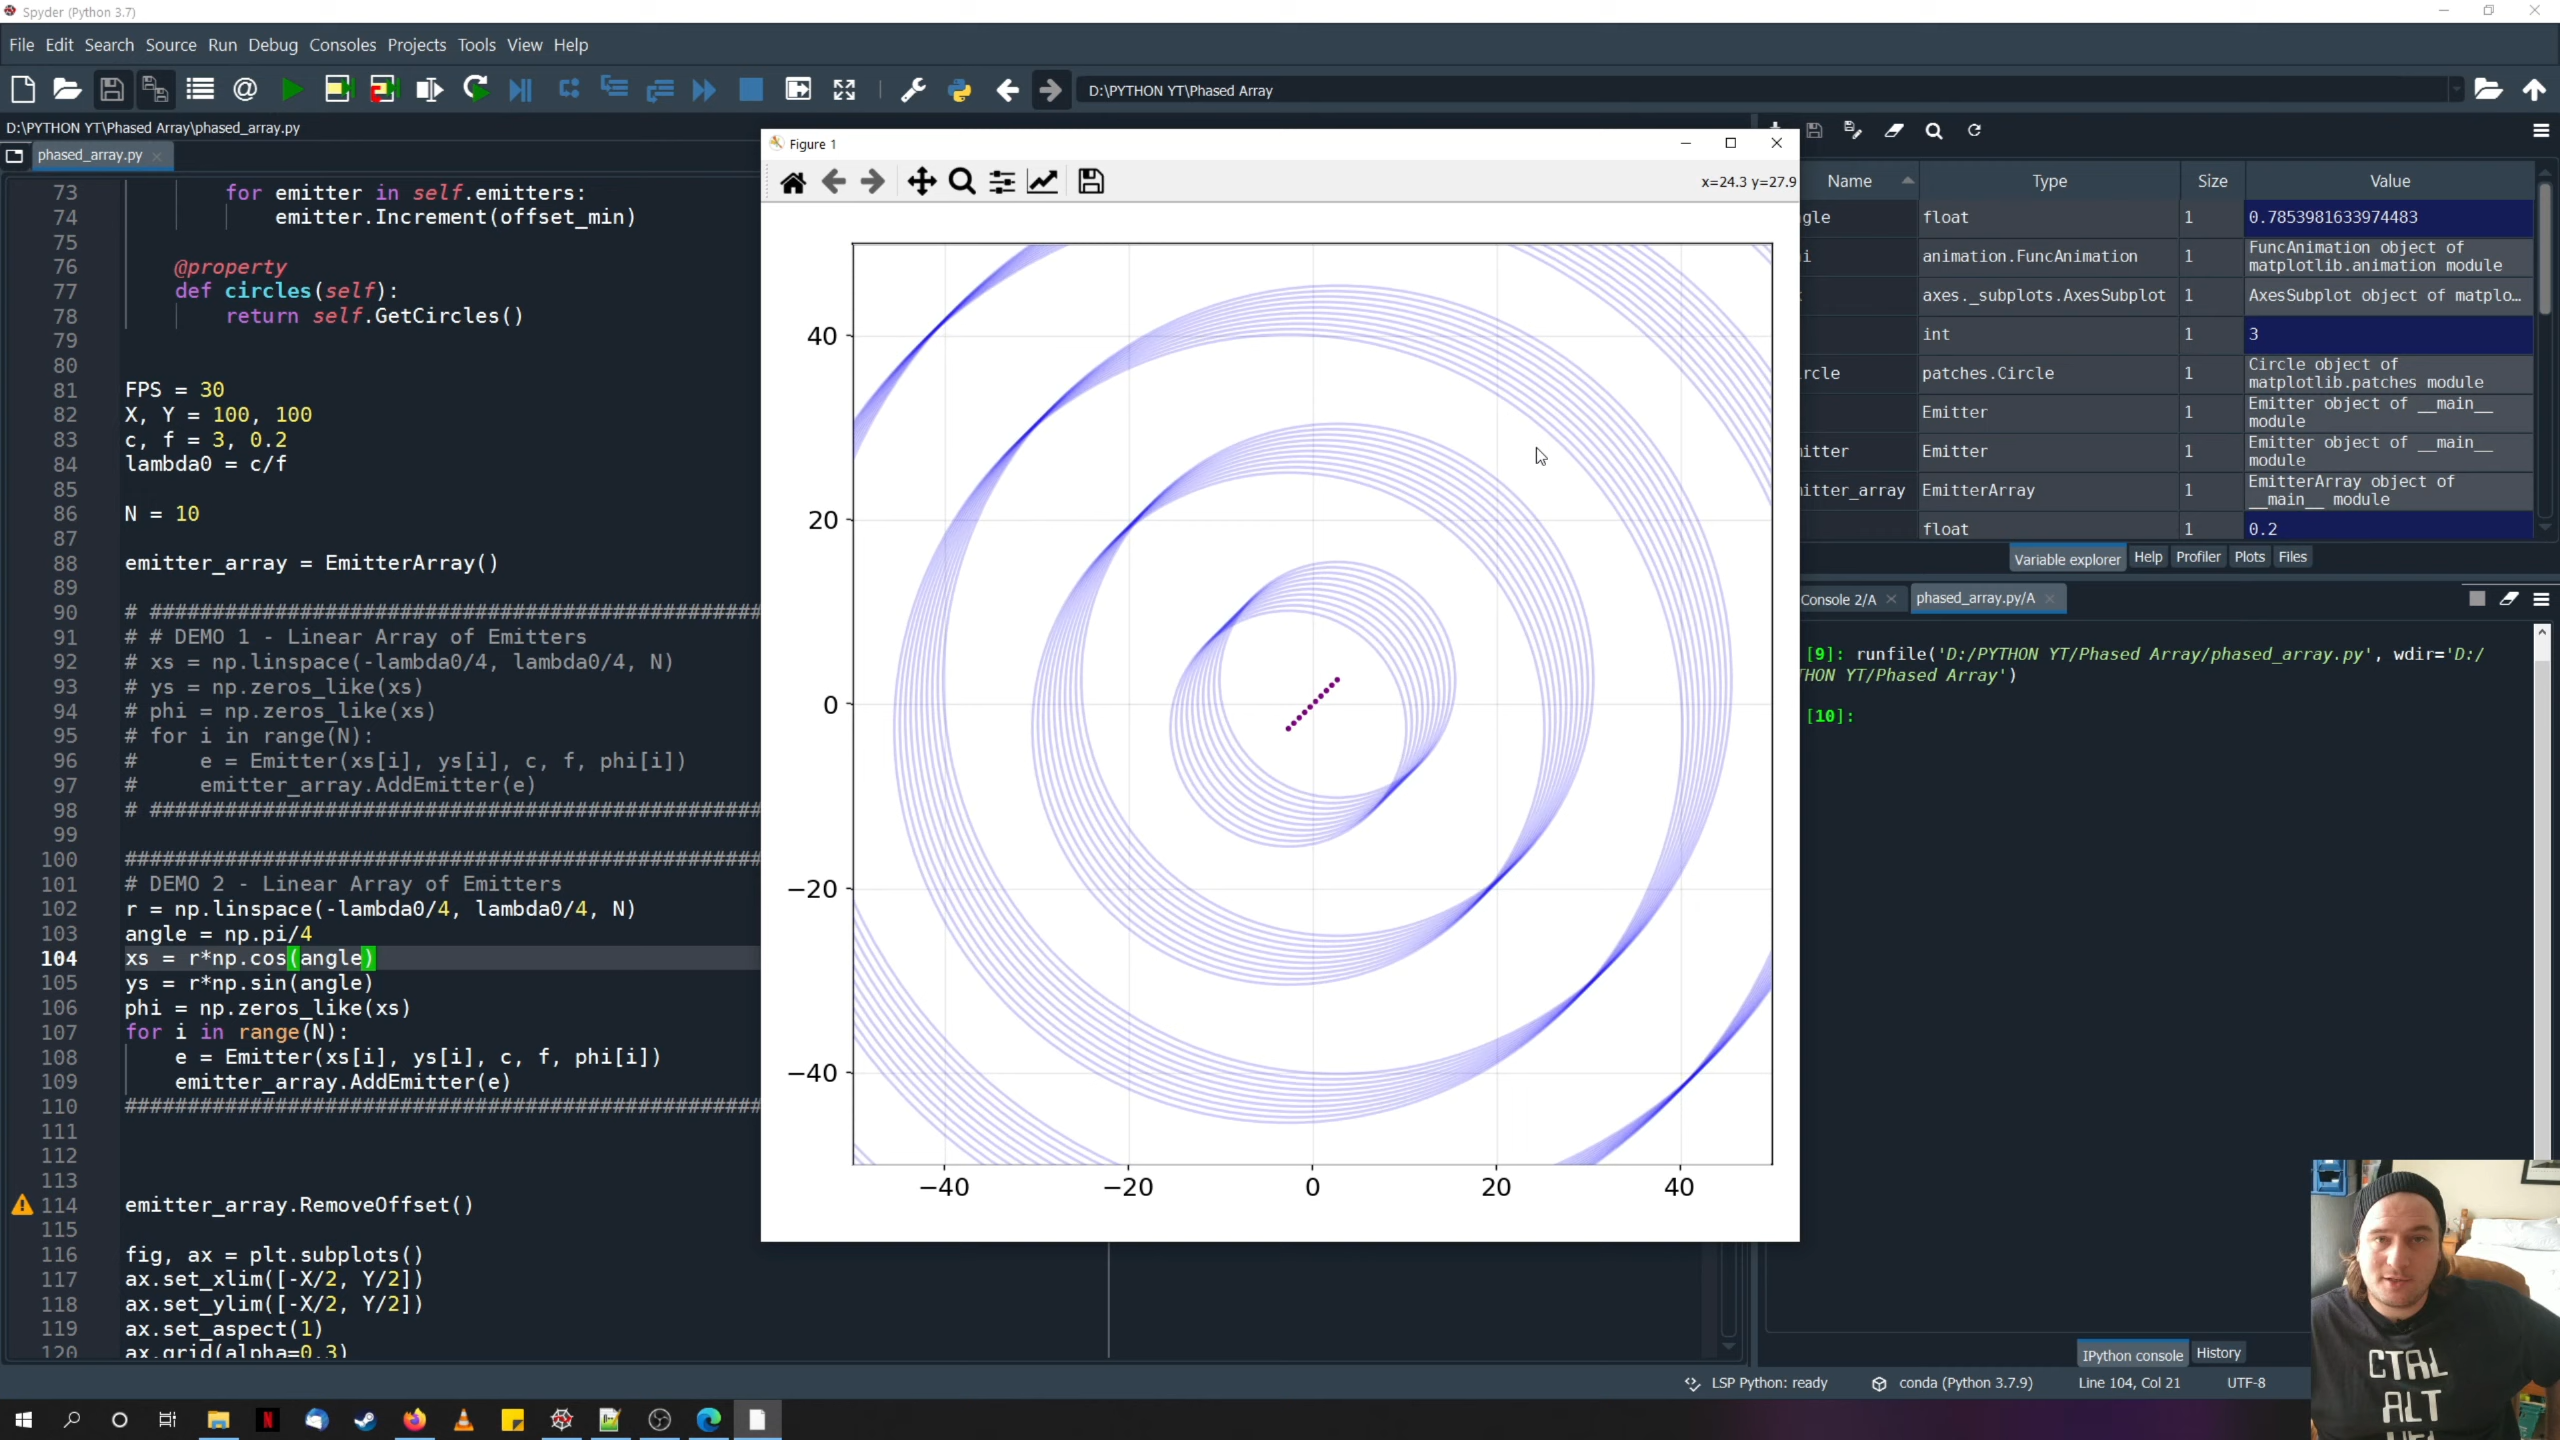 Spyder (Python 3.7)
File Edit Search Source Run Debug Consoles Projects Tools View Help
D:\PYTHON YT\Phased Array
D:\PYTHON YT\Phased Array\phased_array.py
phased_array.py
73 for emitter in self.emitters:
74 emitter.Increment(offset_min)
75
76 @property
77 def circles(self):
78 return self.GetCircles()
79
80
81 FPS = 30
82 X, Y = 100, 100
83 c, f = 3, 0.2
84 lambda0 = c/f
85
86 N = 10
87
88 emitter_array = EmitterArray()
89
90 # #################################################
91 # # DEMO 1 - Linear Array of Emitters
92 # xs = np.linspace(-lambda0/4, lambda0/4, N)
93 # ys = np.zeros_like(xs)
94 # phi = np.zeros_like(xs)
95 # for i in range(N):
96 # e = Emitter(xs[i], ys[i], c, f, phi[i])
97 # emitter_array.AddEmitter(e)
98 # #################################################
99
100 ###################################################
101 # DEMO 2 - Linear Array of Emitters
102 r = np.linspace(-lambda0/4, lambda0/4, N)
103 angle = np.pi/4
104 xs = r*np.cos(angle)
105 ys = r*np.sin(angle)
106 phi = np.zeros_like(xs)
107 for i in range(N):
108 e = Emitter(xs[i], ys[i], c, f, phi[i])
109 emitter_array.AddEmitter(e)
110 ###################################################
111
112
113
114 emitter_array.RemoveOffset()
115
116 fig, ax = plt.subplots()
117 ax.set_xlim([-X/2, Y/2])
118 ax.set_ylim([-X/2, Y/2])
119 ax.set_aspect(1)
120 ax.grid(alpha=0.3)
Figure 1
x=24.3 y=27.9
40
20
0
−20
−40
−40 −20 0 20 40
Name Type Size Value
gle float 1 0.7853981633974483
i animation.FuncAnimation 1 FuncAnimation object of
matplotlib.animation module
axes._subplots.AxesSubplot 1 AxesSubplot object of matplo…
int 1 3
rcle patches.Circle 1 Circle object of
matplotlib.patches module
Emitter 1 Emitter object of __main__
module
itter Emitter 1 Emitter object of __main__
module
itter_array EmitterArray 1 EmitterArray object of
__main__ module
float 1 0.2
Variable explorer Help Profiler Plots Files
Console 2/A phased_array.py/A
[9]: runfile('D:/PYTHON YT/Phased Array/phased_array.py', wdir='D:/
THON YT/Phased Array')
[10]:
IPython console History
LSP Python: ready conda (Python 3.7.9) Line 104, Col 21 UTF-8
CTRL
ALT